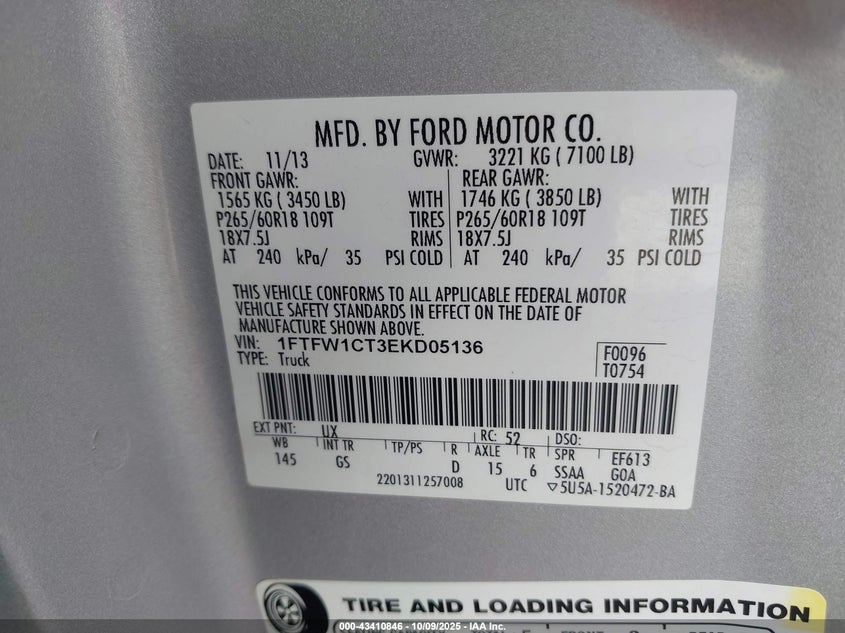 MFD. BY FORD MOTOR CO.
DATE: 11/13 GVWR: 3221 KG ( 7100 LB)
FRONT GAWR: REAR GAWR:
1565 KG ( 3450 LB) WITH 1746 KG ( 3850 LB) WITH
P265/60R18 109T TIRES P265/60R18 109T TIRES
18X7.5J RIMS 18X7.5J RIMS
AT 240 kPa/ 35 PSI COLD AT 240 kPa/ 35 PSI COLD
THIS VEHICLE CONFORMS TO ALL APPLICABLE FEDERAL MOTOR
VEHICLE SAFETY STANDARDS IN EFFECT ON THE DATE OF
MANUFACTURE SHOWN ABOVE.
VIN: 1FTFW1CT3EKD05136 F0096
TYPE: Truck T0754
EXT PNT: UX RC: 52 DSO:
WB INT TR TP/PS R AXLE TR SPR EF613
145 GS D 15 6 SSAA GOA
2201311257008 UTC ▽5U5A-1520472-BA
TIRE AND LOADING INFORMATION
000-43410846 - 10/09/2025 - IAA Inc.